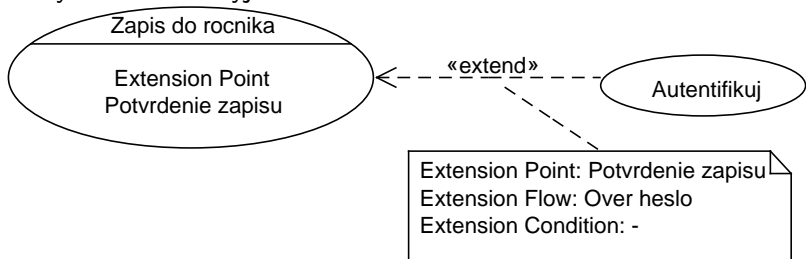 Zapis do rocnika
Extension Point
Potvrdenie zapisu
«extend»
Autentifikuj
Extension Point: Potvrdenie zapisu
Extension Flow: Over heslo
Extension Condition: -